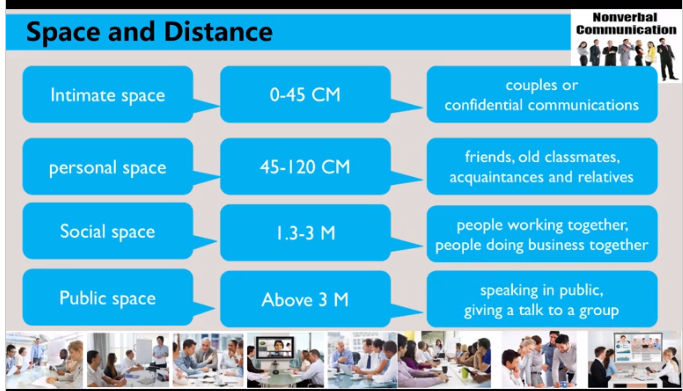 Space and Distance
Nonverbal
Communication
Intimate space
0-45 CM
couples or
confidential communications
personal space
45-120 CM
friends, old classmates,
acquaintances and relatives
Social space
1.3-3 M
people working together,
people doing business together
Public space
Above 3 M
speaking in public,
giving a talk to a group